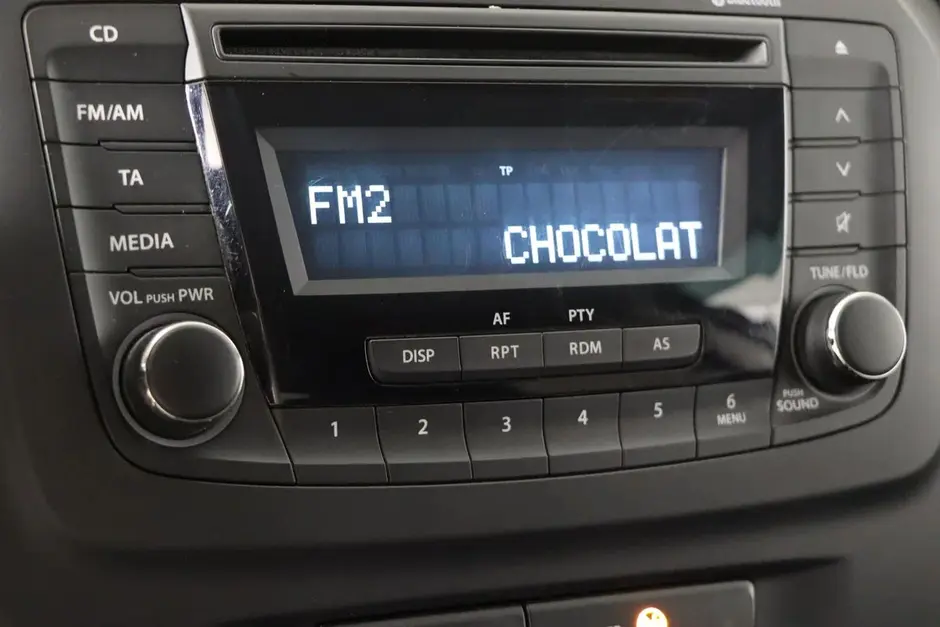 Bluetooth
CD
FM/AM
TA
MEDIA
VOL PUSH PWR
TP
FM2
CHOCOLAT
AF PTY
DISP RPT RDM AS
1 2 3 4 5 6
MENU
TUNE/FLD
PUSH
SOUND